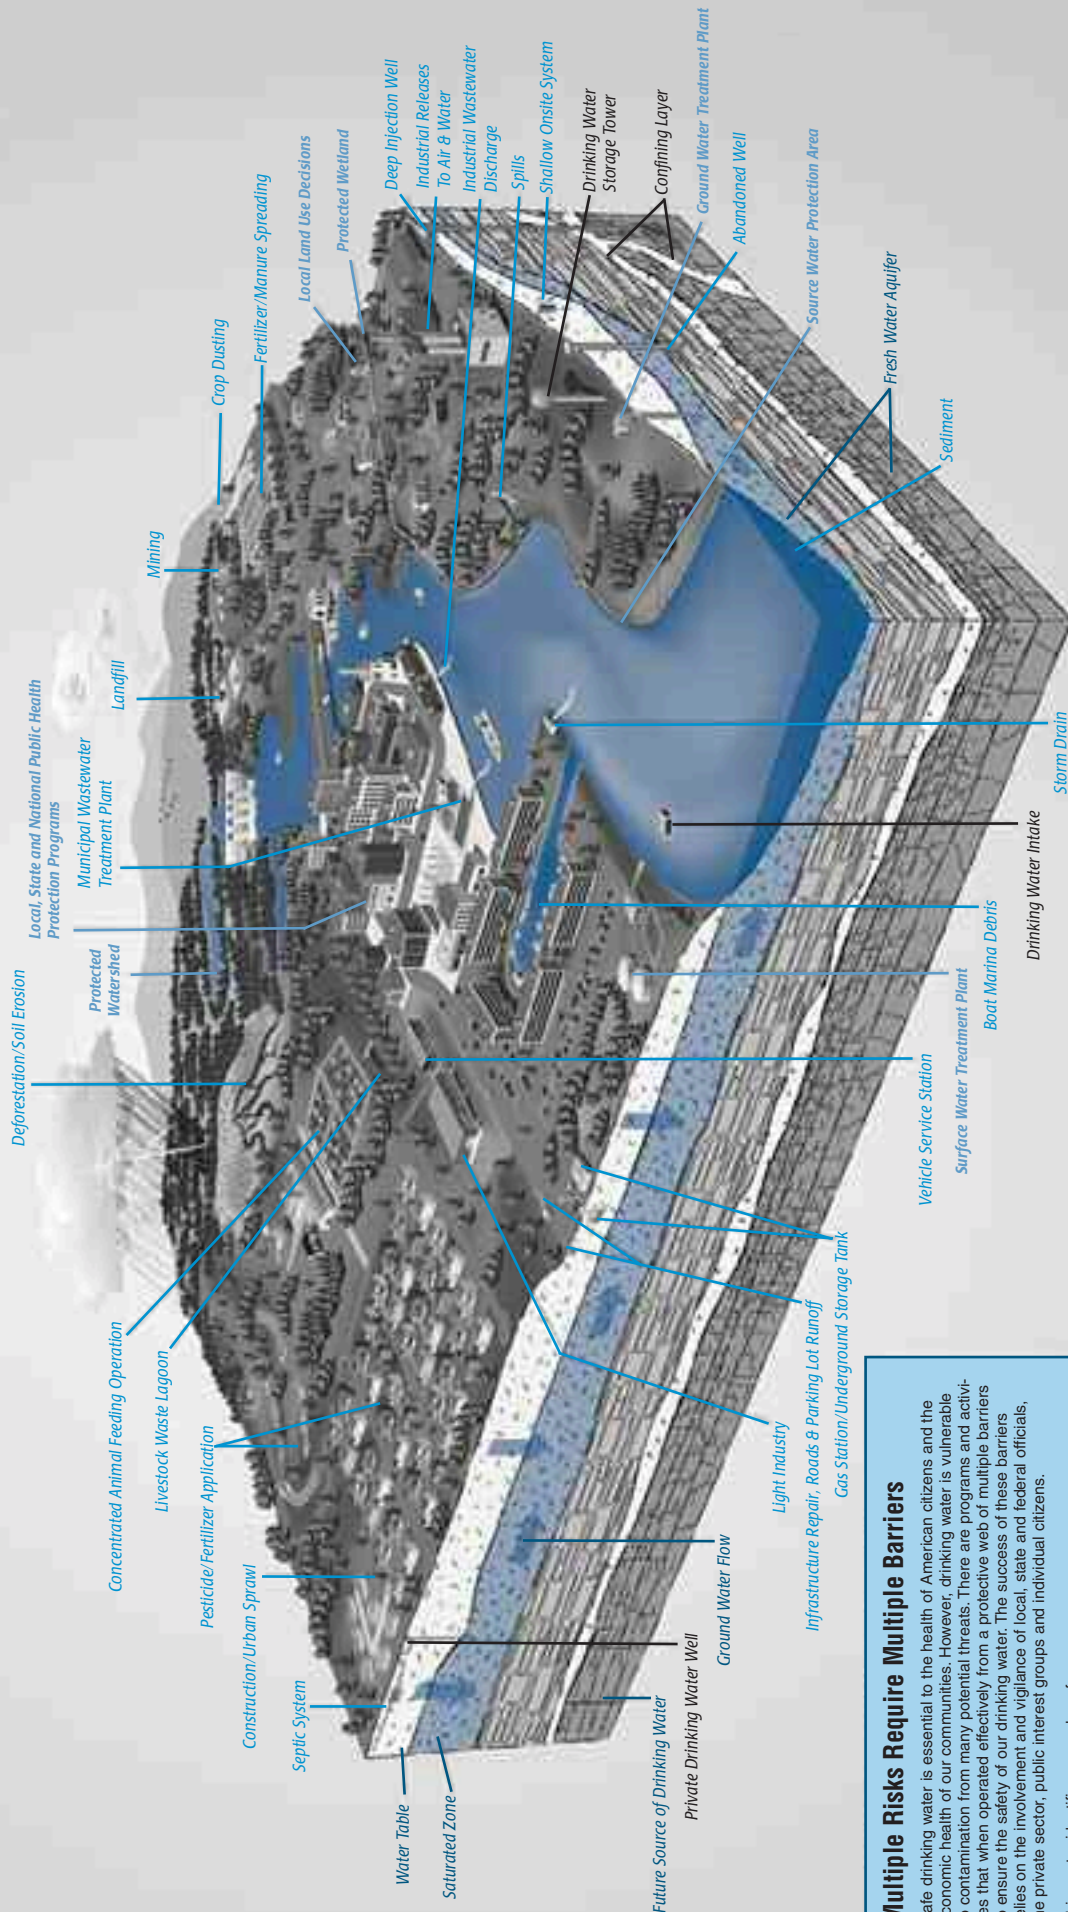 Deforestation/Soil Erosion
Local, State and National Public Health
Protection Programs
Protected
Watershed
Municipal Wastewater
Treatment Plant
Landfill
Mining
Crop Dusting
Fertilizer/Manure Spreading
Local Land Use Decisions
Protected Wetland
Deep Injection Well
Industrial Releases
To Air & Water
Industrial Wastewater
Discharge
Spills
Shallow Onsite System
Drinking Water
Storage Tower
Confining Layer
Ground Water Treatment Plant
Abandoned Well
Source Water Protection Area
Fresh Water Aquifer
Sediment
Storm Drain
Drinking Water Intake
Boat Marina Debris
Surface Water Treatment Plant
Vehicle Service Station
Gas Station/Underground Storage Tank
Infrastructure Repair, Roads & Parking Lot Runoff
Light Industry
Ground Water Flow
Private Drinking Water Well
Future Source of Drinking Water
Saturated Zone
Water Table
Septic System
Construction/Urban Sprawl
Pesticide/Fertilizer Application
Livestock Waste Lagoon
Concentrated Animal Feeding Operation
Multiple Risks Require Multiple Barriers
afe drinking water is essential to the health of American citizens and the
conomic health of our communities. However, drinking water is vulnerable
contamination from many potential threats. There are programs and activi-
es that when operated effectively from a protective web of multiple barriers
ensure the safety of our drinking water. The success of these barriers
elies on the involvement and vigilance of local, state and federal officials,
he private sector, public interest groups and individual citizens.